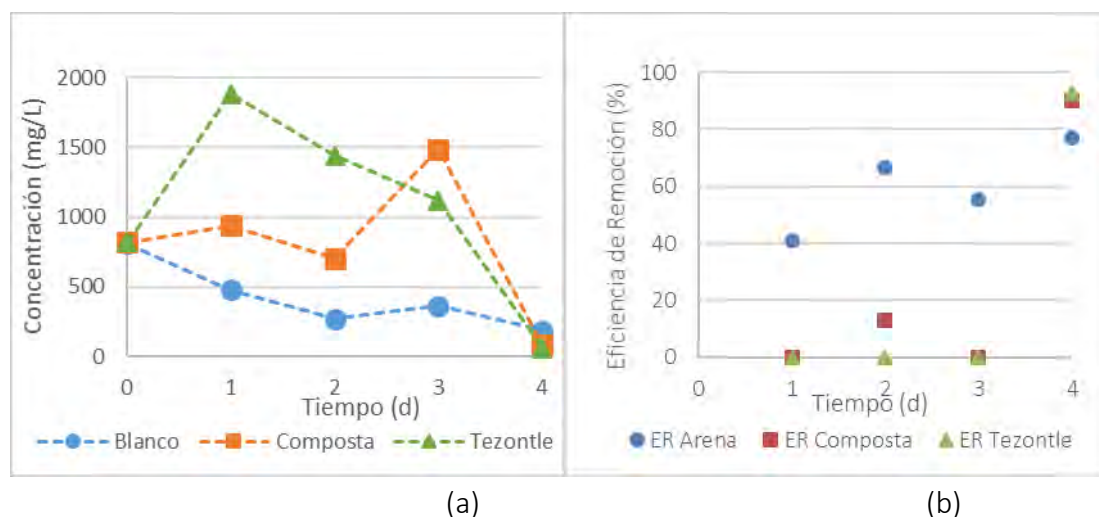 Concentración (mg/L)
2000
1500
1000
500
0
0 1 2 3 4
Tiempo (d)
Blanco Composta Tezontle
(a)
Eficiencia de Remoción (%)
100
80
60
40
20
0
0 1 2 3 4
Tiempo (d)
ER Arena ER Composta ER Tezontle
(b)